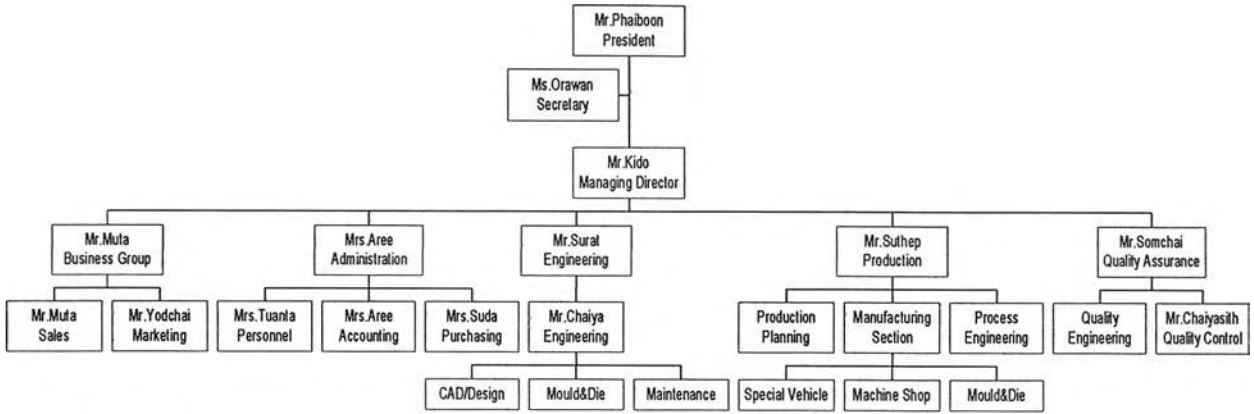 Mr.Phaiboon
President
Ms.Orawan
Secretary
Mr.Kido
Managing Director
Mr.Muta
Business Group
Mrs.Aree
Administration
Mr.Surat
Engineering
Mr.Suthep
Production
Mr.Somchai
Quality Assurance
Mr.Muta
Sales
Mr.Yodchai
Marketing
Mrs.Tuanta
Personnel
Mrs.Aree
Accounting
Mrs.Suda
Purchasing
Mr.Chaiya
Engineering
Production
Planning
Manufacturing
Section
Process
Engineering
Quality
Engineering
Mr.Chaiyasith
Quality Control
CAD/Design
Mould&Die
Maintenance
Special Vehicle
Machine Shop
Mould&Die